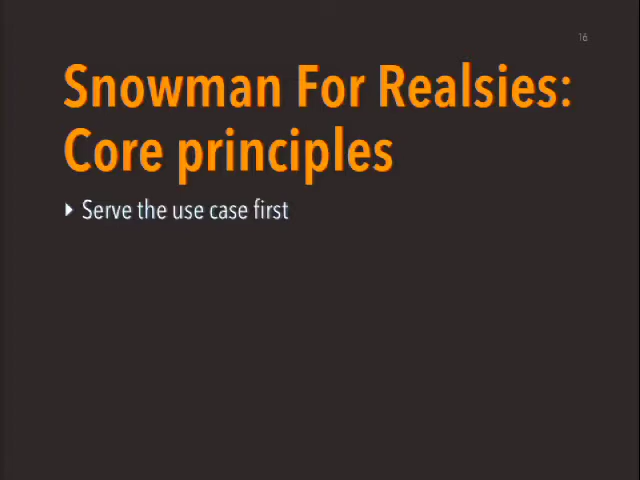 16
Snowman For Realsies:
Core principles
Serve the use case first